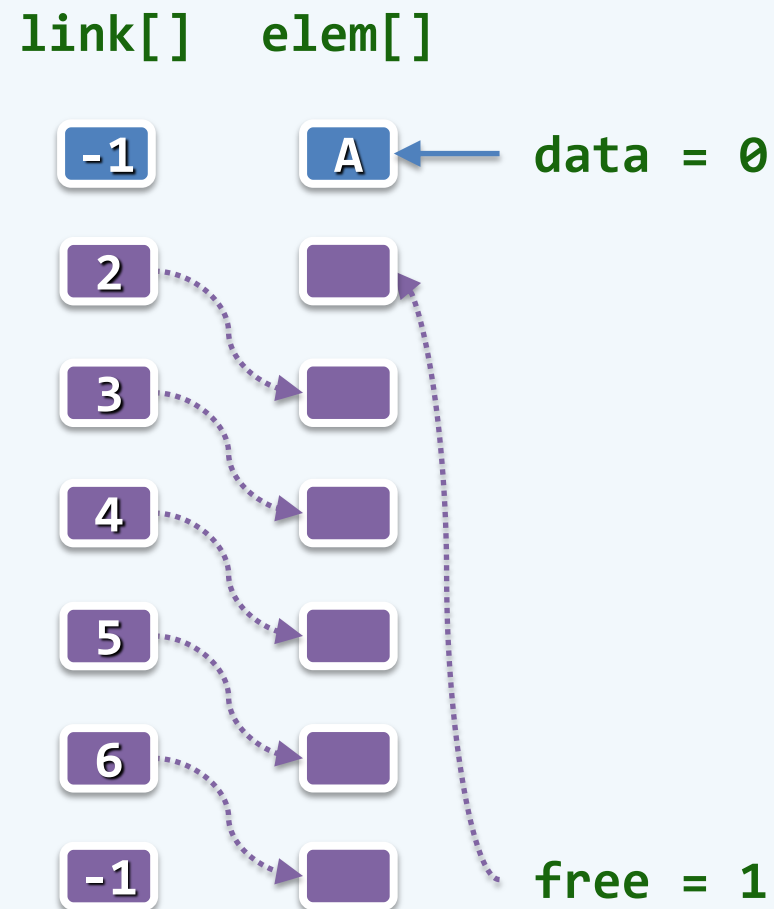 link[] elem[]
-1 A data = 0
2
3
4
5
6
-1 free = 1